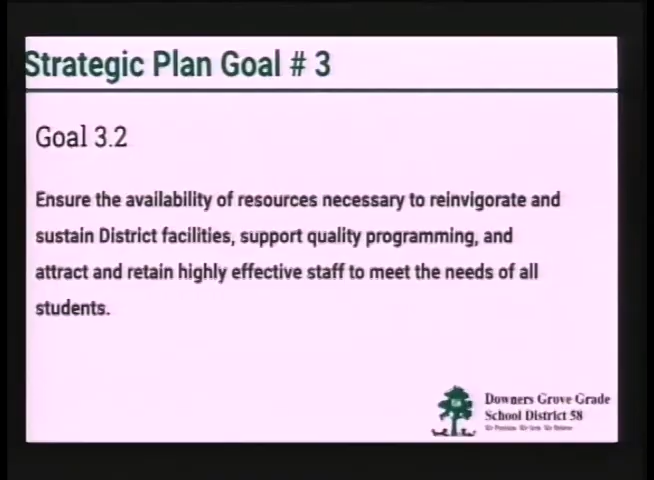 Strategic Plan Goal # 3
Goal 3.2
Ensure the availability of resources necessary to reinvigorate and
sustain District facilities, support quality programming, and
attract and retain highly effective staff to meet the needs of all
students.
Downers Grove Grade
School District 58